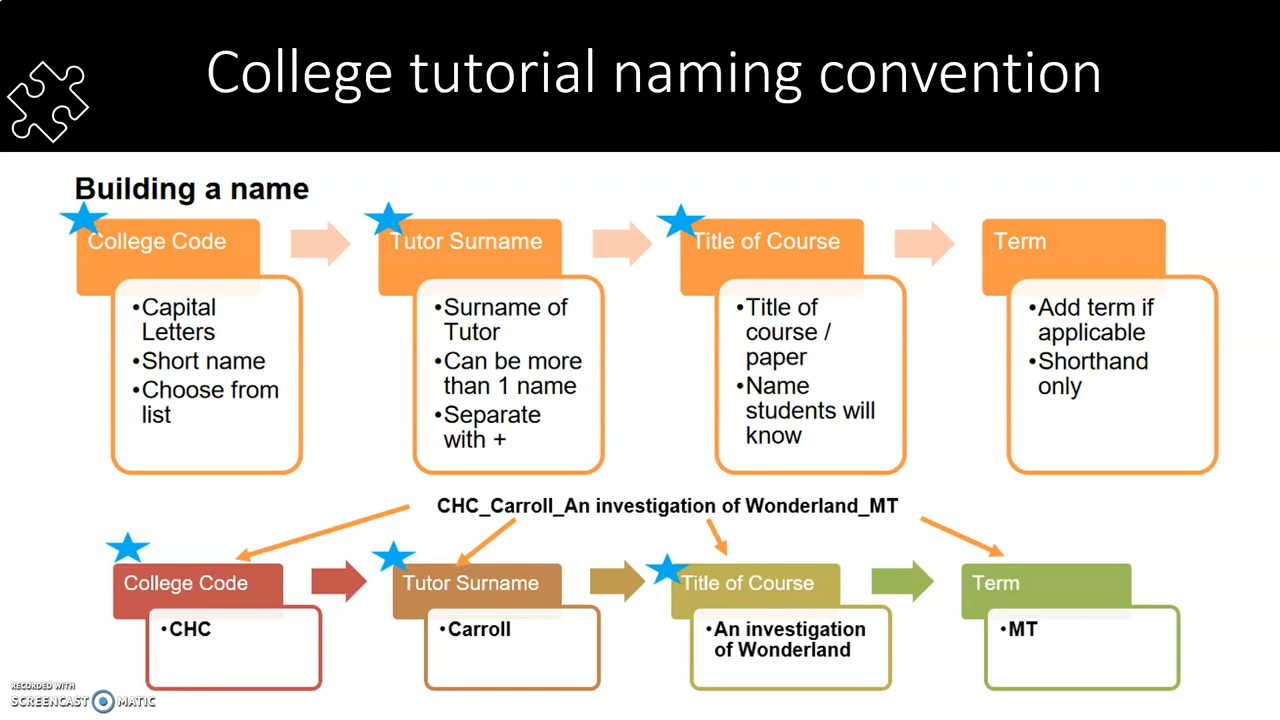 College tutorial naming convention
Building a name
College Code
•Capital
Letters
•Short name
•Choose from
list
Tutor Surname
•Surname of
Tutor
•Can be more
than 1 name
•Separate
with +
Title of Course
•Title of
course /
paper
•Name
students will
know
Term
•Add term if
applicable
•Shorthand
only
CHC_Carroll_An investigation of Wonderland_MT
College Code
•CHC
Tutor Surname
•Carroll
Title of Course
•An investigation
of Wonderland
Term
•MT
RECORDED WITH
SCREENCAST MATIC